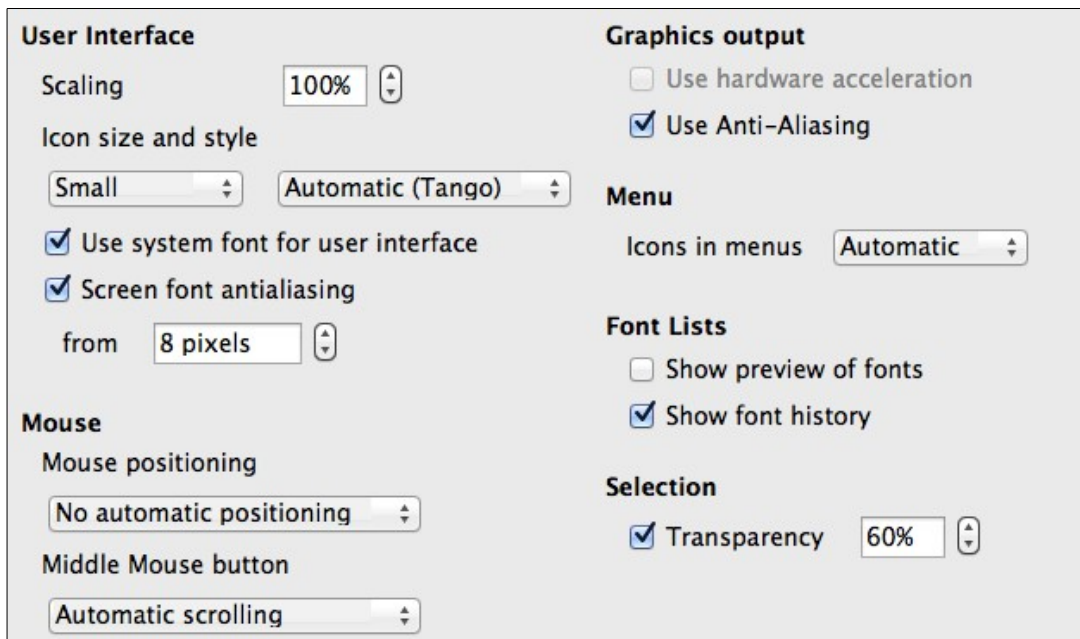 User Interface
Scaling 100%
Icon size and style
Small Automatic (Tango)
Use system font for user interface
Screen font antialiasing
from 8 pixels
Mouse
Mouse positioning
No automatic positioning
Middle Mouse button
Automatic scrolling
Graphics output
Use hardware acceleration
Use Anti-Aliasing
Menu
Icons in menus Automatic
Font Lists
Show preview of fonts
Show font history
Selection
Transparency 60%